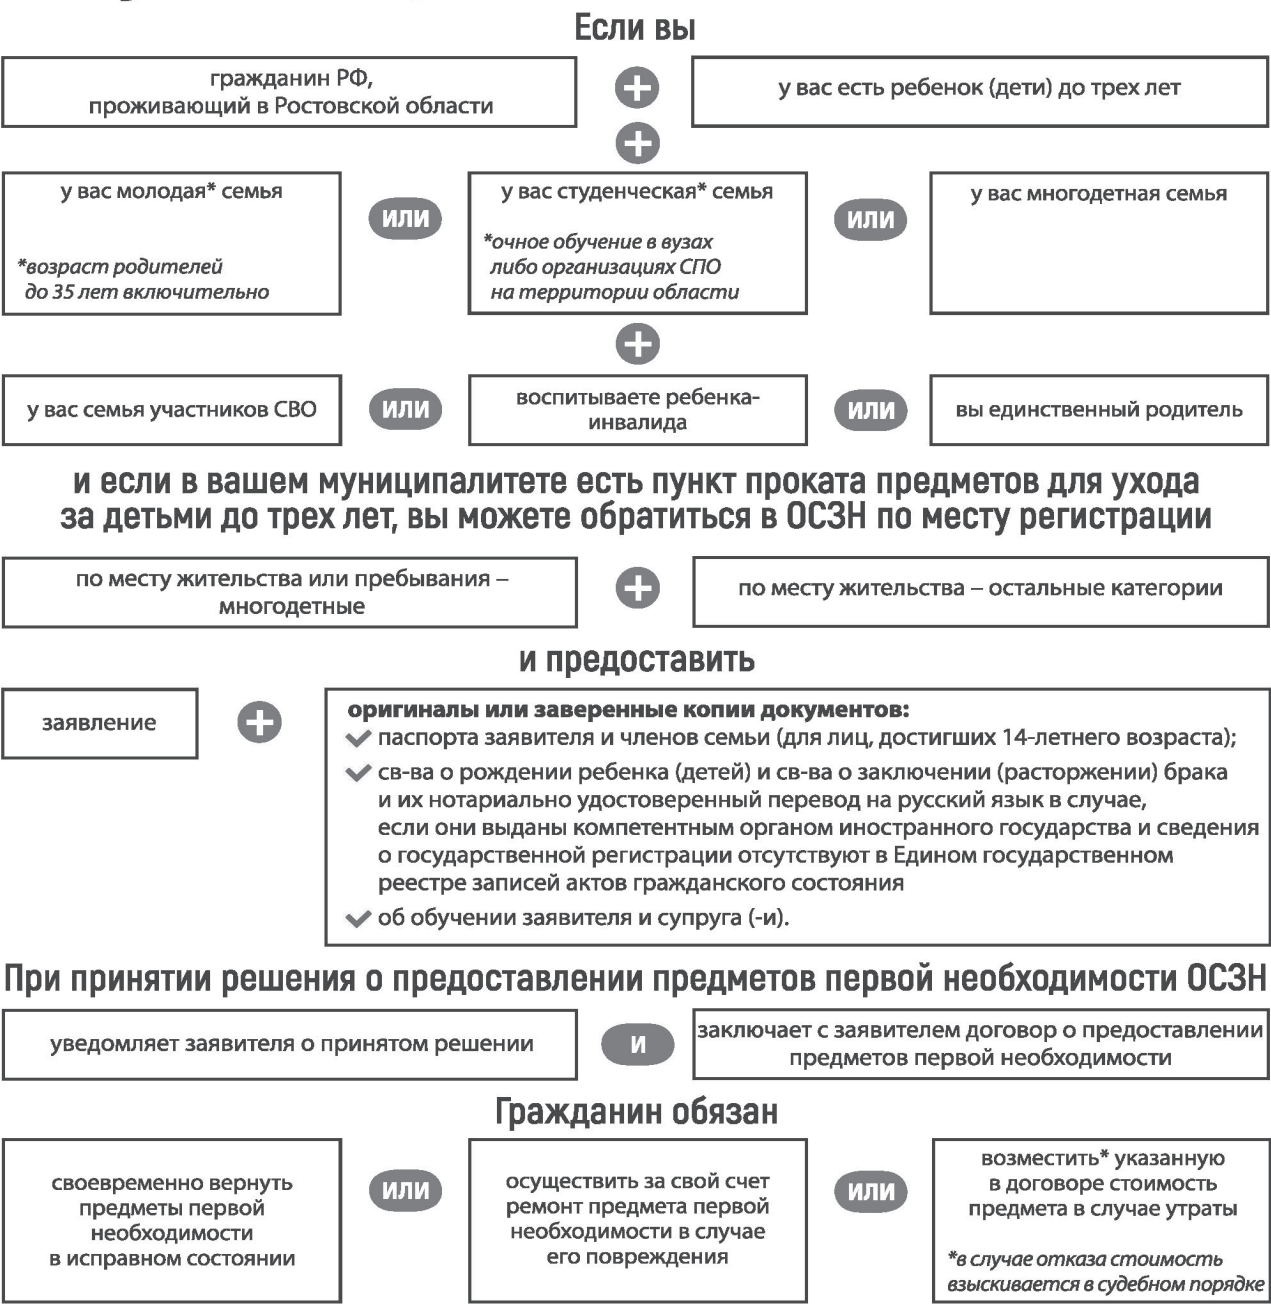 Если вы
гражданин РФ,
проживающий в Ростовской области
+
у вас есть ребенок (дети) до трех лет
+
у вас молодая* семья
*возраст родителей
до 35 лет включительно
ИЛИ
у вас студенческая* семья
*очное обучение в вузах
либо организациях СПО
на территории области
ИЛИ
у вас многодетная семья
+
у вас семья участников СВО
ИЛИ
воспитываете ребенка-
инвалида
ИЛИ
вы единственный родитель
и если в вашем муниципалитете есть пункт проката предметов для ухода
за детьми до трех лет, вы можете обратиться в ОСЗН по месту регистрации
по месту жительства или пребывания –
многодетные
+
по месту жительства – остальные категории
и предоставить
заявление
+
оригиналы или заверенные копии документов:
паспорта заявителя и членов семьи (для лиц, достигших 14-летнего возраста);
св-ва о рождении ребенка (детей) и св-ва о заключении (расторжении) брака
и их нотариально удостоверенный перевод на русский язык в случае,
если они выданы компетентным органом иностранного государства и сведения
о государственной регистрации отсутствуют в Едином государственном
реестре записей актов гражданского состояния
об обучении заявителя и супруга (-и).
При принятии решения о предоставлении предметов первой необходимости ОСЗН
уведомляет заявителя о принятом решении
И
заключает с заявителем договор о предоставлении
предметов первой необходимости
Гражданин обязан
своевременно вернуть
предметы первой
необходимости
в исправном состоянии
ИЛИ
осуществить за свой счет
ремонт предмета первой
необходимости в случае
его повреждения
ИЛИ
возместить* указанную
в договоре стоимость
предмета в случае утраты
*в случае отказа стоимость
взыскивается в судебном порядке